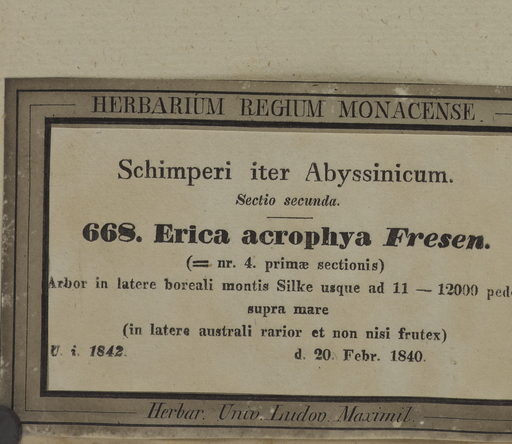 HERBARIUM REGIUM MONACENSE.
Schimperi iter Abyssinicum.
Sectio secunda.
668. Erica acrophya Fresen.
(= nr. 4. primæ sectionis)
Arbor in latere boreali montis Silke usque ad 11 — 12000 ped
supra mare
(in latere australi rarior et non nisi frutex)
U. i. 1842. d. 20. Febr. 1840.
Herbar. Univ. Ludov. Maximil.